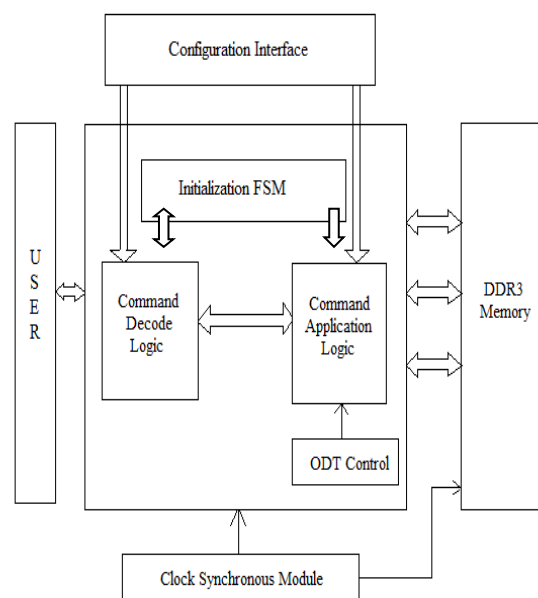 Configuration Interface
Initialization FSM
U
S
E
R
Command
Decode
Logic
Command
Application
Logic
DDR3
Memory
ODT Control
Clock Synchronous Module